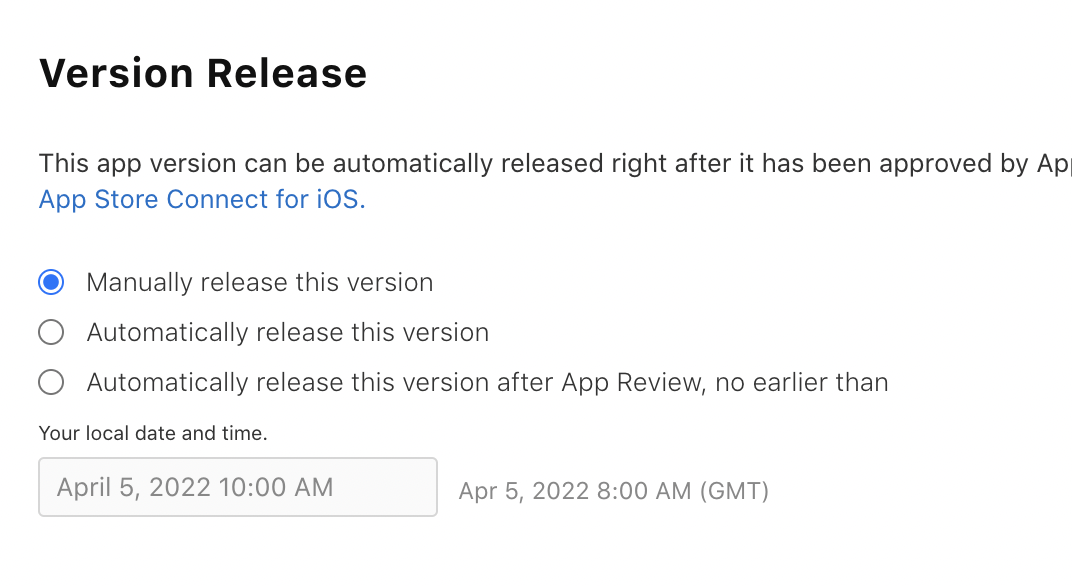 Version Release
This app version can be automatically released right after it has been approved by
App Store Connect for iOS.
Manually release this version
Automatically release this version
Automatically release this version after App Review, no earlier than
Your local date and time.
April 5, 2022 10:00 AM
Apr 5, 2022 8:00 AM (GMT)